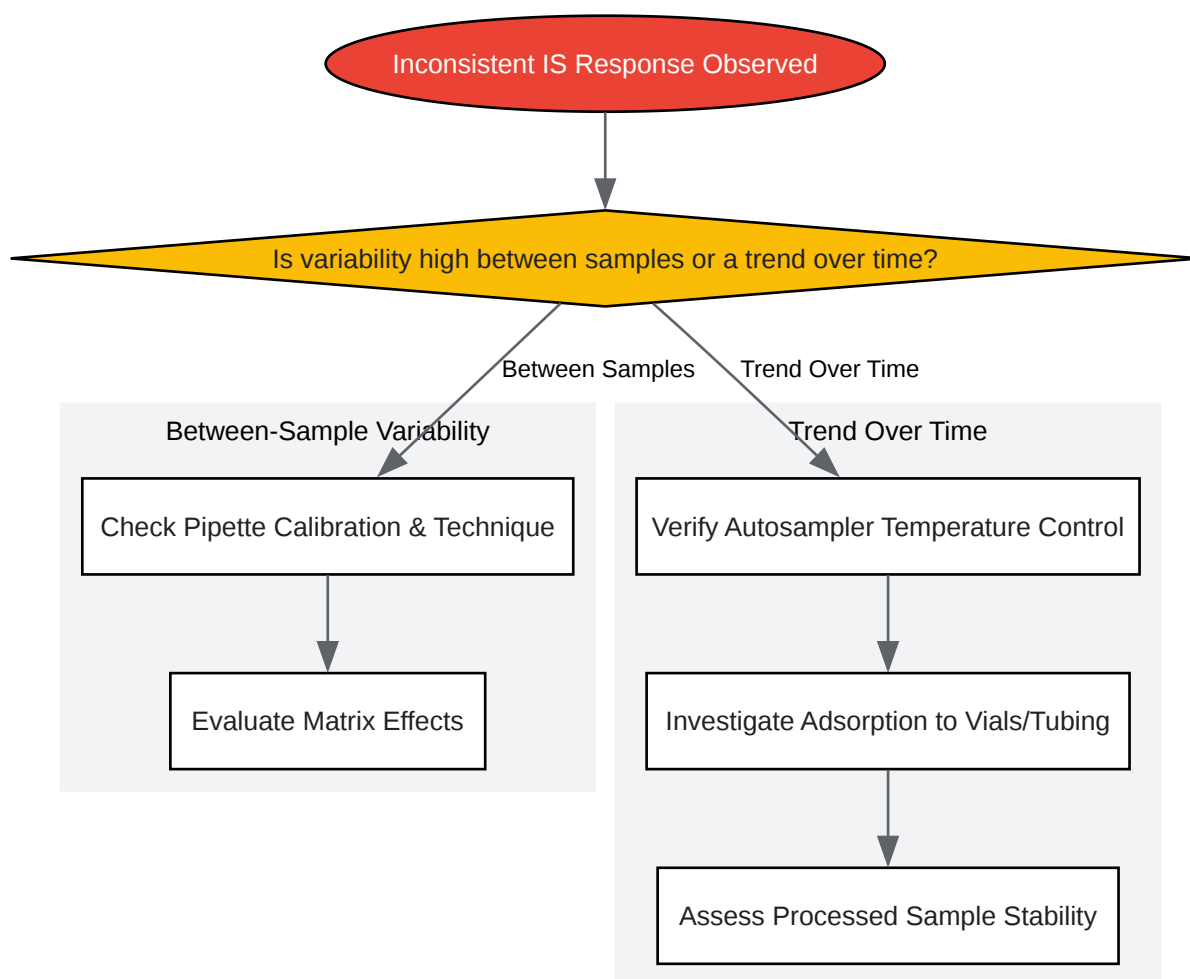 Inconsistent IS Response Observed
Is variability high between samples or a trend over time?
Between Samples
Trend Over Time
Between-Sample Variability
Trend Over Time
Check Pipette Calibration & Technique
Verify Autosampler Temperature Control
Evaluate Matrix Effects
Investigate Adsorption to Vials/Tubing
Assess Processed Sample Stability